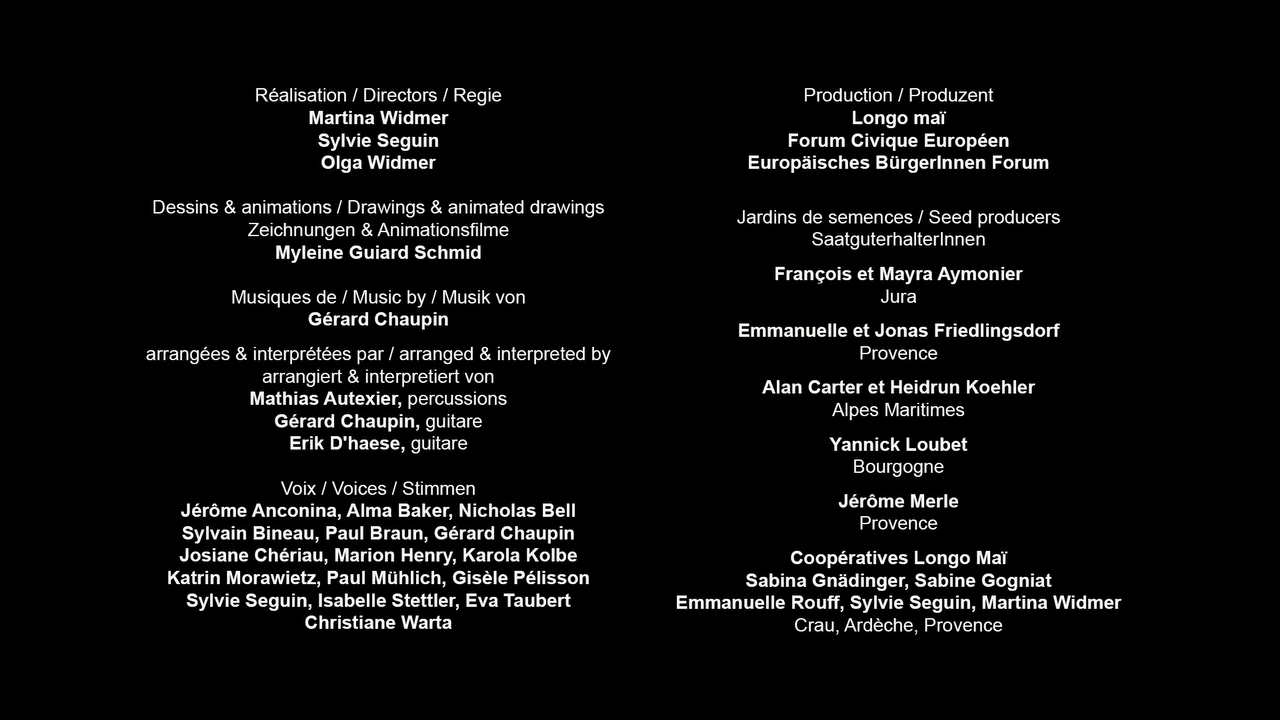 Réalisation / Directors / Regie
Martina Widmer
Sylvie Seguin
Olga Widmer
Dessins & animations / Drawings & animated drawings
Zeichnungen & Animationsfilme
Myleine Guiard Schmid
Musiques de / Music by / Musik von
Gérard Chaupin
arrangées & interprétées par / arranged & interpreted by
arrangiert & interpretiert von
Mathias Autexier, percussions
Gérard Chaupin, guitare
Erik D'haese, guitare
Voix / Voices / Stimmen
Jérôme Anconina, Alma Baker, Nicholas Bell
Sylvain Bineau, Paul Braun, Gérard Chaupin
Josiane Chériau, Marion Henry, Karola Kolbe
Katrin Morawietz, Paul Mühlich, Gisèle Pélisson
Sylvie Seguin, Isabelle Stettler, Eva Taubert
Christiane Warta
Production / Produzent
Longo maï
Forum Civique Européen
Europäisches BürgerInnen Forum
Jardins de semences / Seed producers
SaatguterhalterInnen
François et Mayra Aymonier
Jura
Emmanuelle et Jonas Friedlingsdorf
Provence
Alan Carter et Heidrun Koehler
Alpes Maritimes
Yannick Loubet
Bourgogne
Jérôme Merle
Provence
Coopératives Longo Maï
Sabina Gnädinger, Sabine Gogniat
Emmanuelle Rouff, Sylvie Seguin, Martina Widmer
Crau, Ardèche, Provence